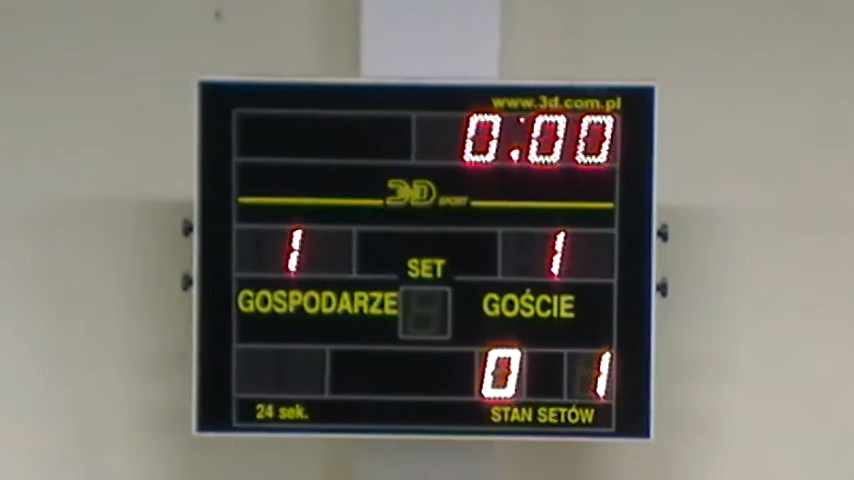 www.3d.com.pl
0:00
3D SPORT
1 1
SET
GOSPODARZE GOŚCIE
0 1
24 sek. STAN SETÓW